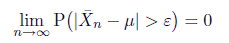 lim n→∞ P(|X̄ₙ − μ| > ε) = 0